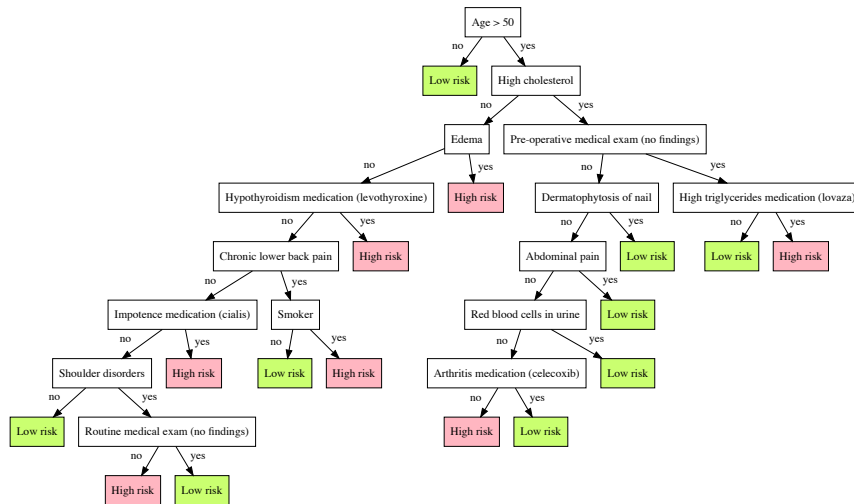 Age > 50
no
yes
Low risk
High cholesterol
no
yes
Edema
Pre-operative medical exam (no findings)
no
yes
no
yes
Hypothyroidism medication (levothyroxine)
High risk
Dermatophytosis of nail
High triglycerides medication (lovaza)
no
yes
no
yes
no
yes
Chronic lower back pain
High risk
Abdominal pain
Low risk
Low risk
High risk
no
yes
no
yes
Impotence medication (cialis)
Smoker
Red blood cells in urine
Low risk
no
yes
no
yes
no
yes
Shoulder disorders
High risk
Low risk
High risk
Arthritis medication (celecoxib)
Low risk
no
yes
no
yes
Low risk
Routine medical exam (no findings)
High risk
Low risk
no
yes
High risk
Low risk